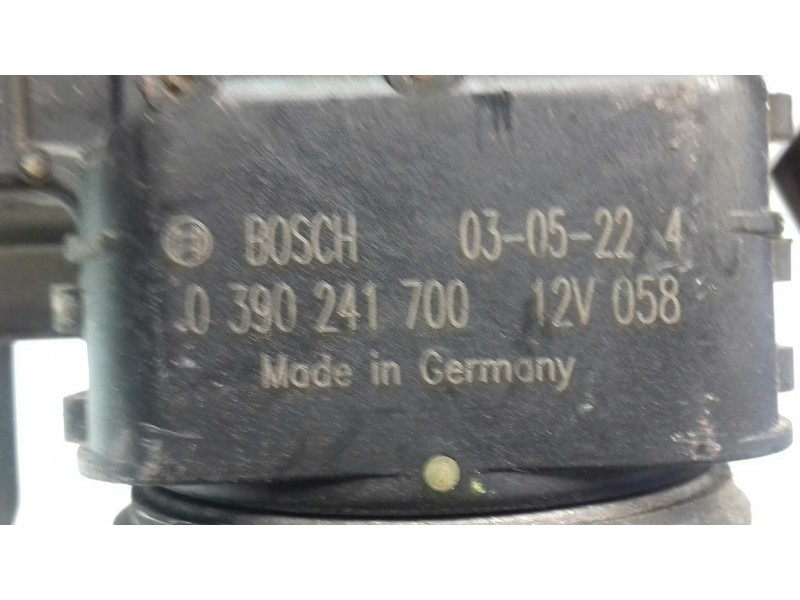 BOSCH 03-05-22 4
0 390 241 700 12V 058
Made in Germany